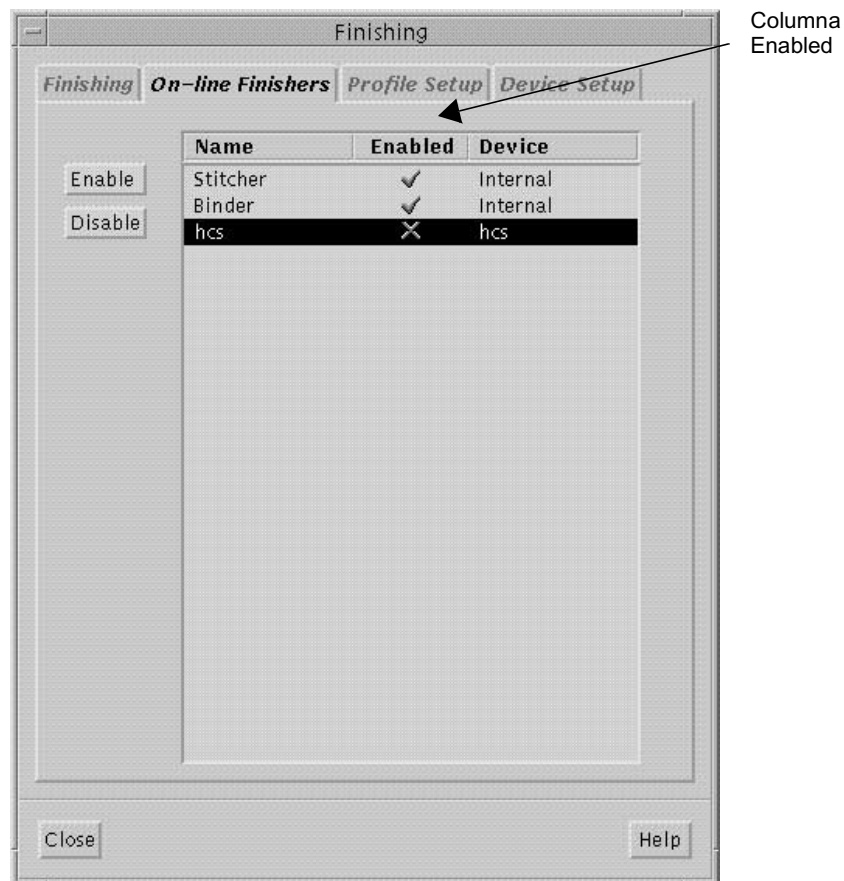 Finishing
Columna
Enabled
Finishing On-line Finishers Profile Setup Device Setup
Name Enabled Device
Enable
Disable
Stitcher Internal
Binder Internal
hcs hcs
Close Help